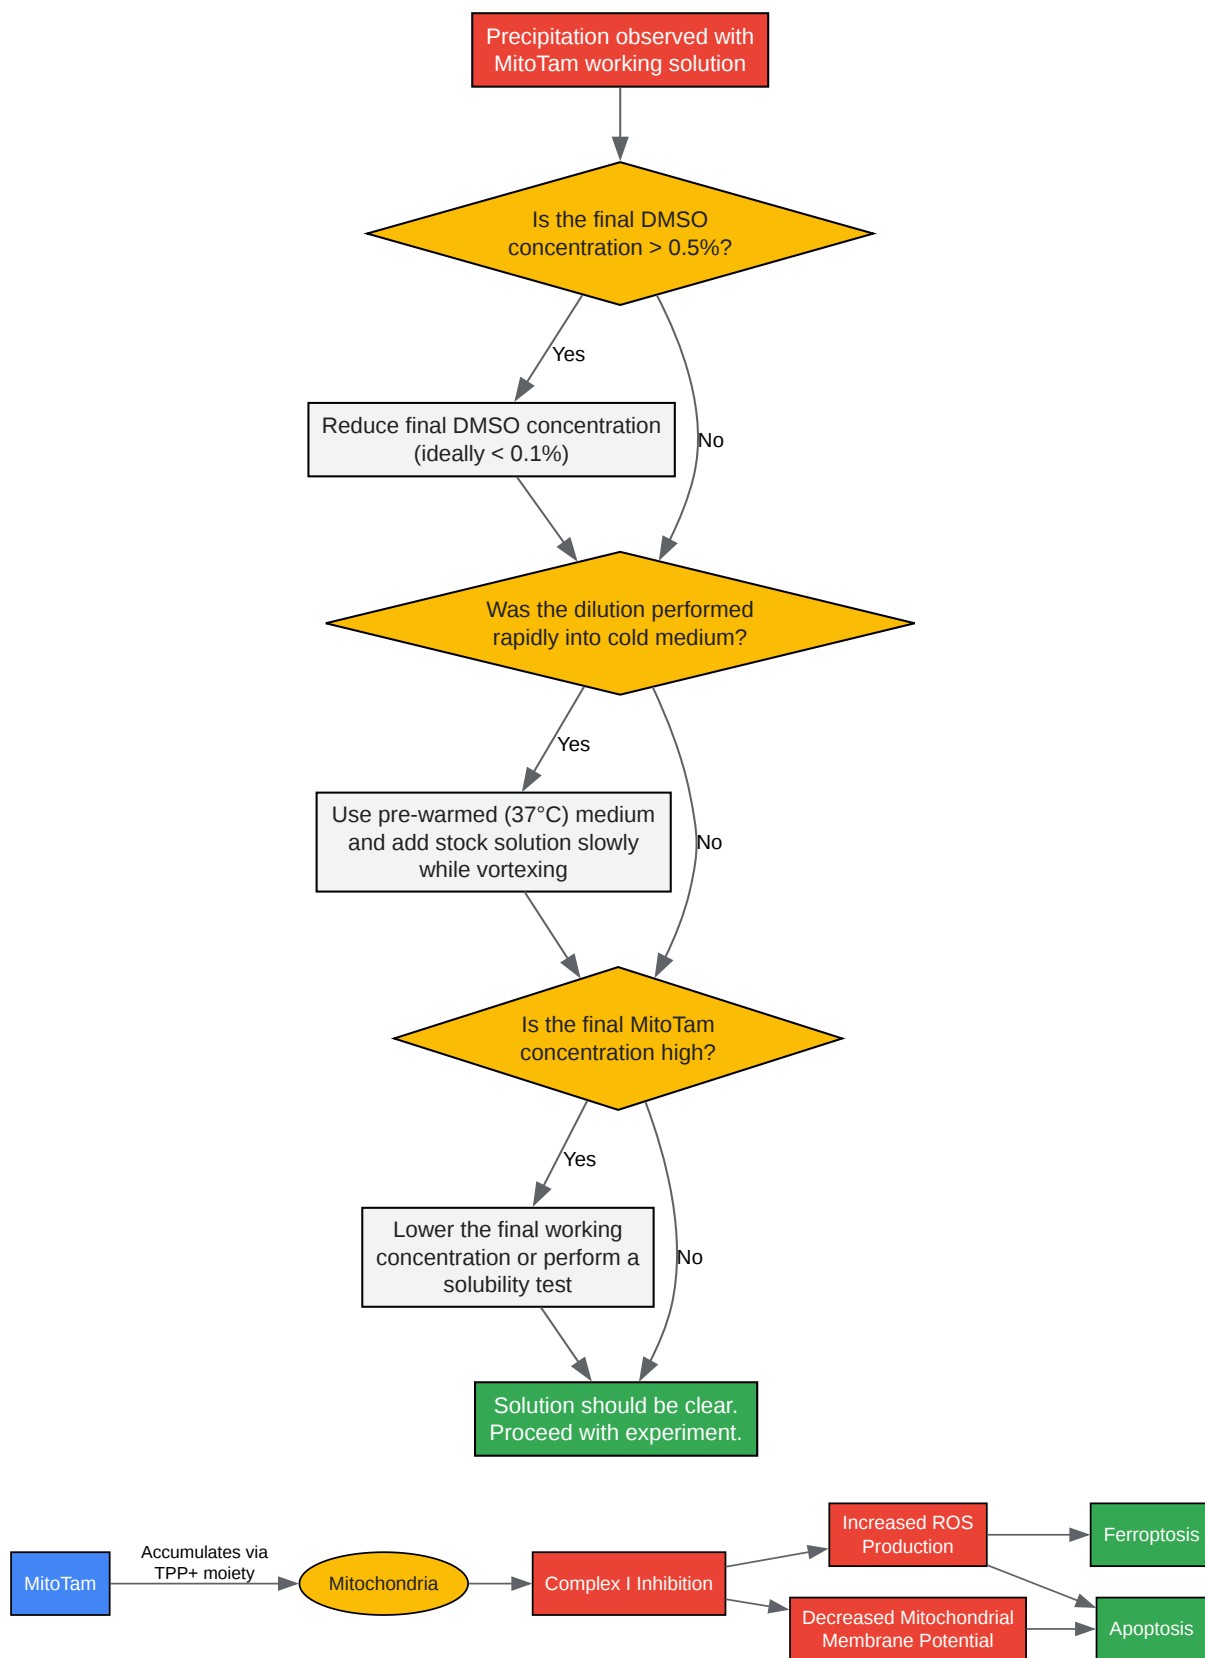 Precipitation observed with
MitoTam working solution
Is the final DMSO
concentration > 0.5%?
Yes
No
Reduce final DMSO concentration
(ideally < 0.1%)
Was the dilution performed
rapidly into cold medium?
Yes
No
Use pre-warmed (37°C) medium
and add stock solution slowly
while vortexing
Is the final MitoTam
concentration high?
Yes
No
Lower the final working
concentration or perform a
solubility test
Solution should be clear.
Proceed with experiment.
MitoTam
Accumulates via
TPP+ moiety
Mitochondria
Complex I Inhibition
Increased ROS
Production
Decreased Mitochondrial
Membrane Potential
Ferroptosis
Apoptosis